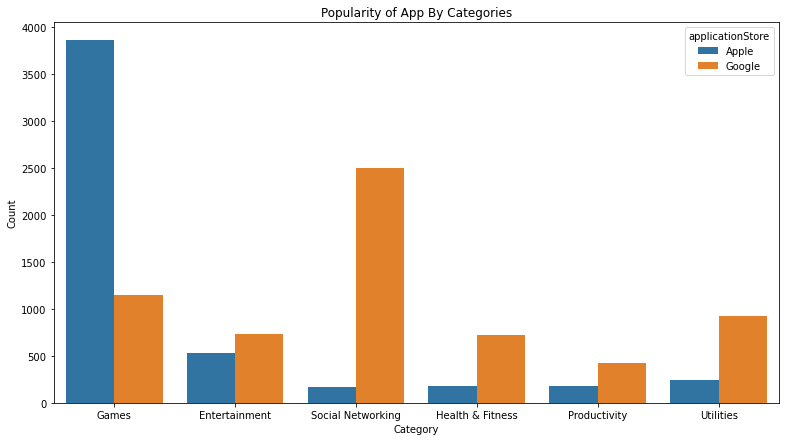 Popularity of App By Categories
applicationStore
Apple
Google
Count
4000
3500
3000
2500
2000
1500
1000
500
0
Games Entertainment Social Networking Health & Fitness Productivity Utilities
Category